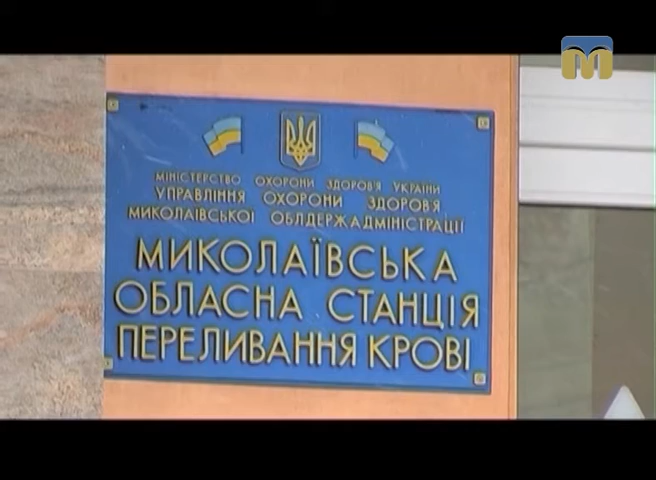 М
МІНІСТЕРСТВО ОХОРОНИ ЗДОРОВ'Я УКРАЇНИ
УПРАВЛІННЯ ОХОРОНИ ЗДОРОВ'Я
МИКОЛАЇВСЬКОЇ ОБЛДЕРЖАДМІНІСТРАЦІЇ
МИКОЛАЇВСЬКА
ОБЛАСНА СТАНЦІЯ
ПЕРЕЛИВАННЯ КРОВІ